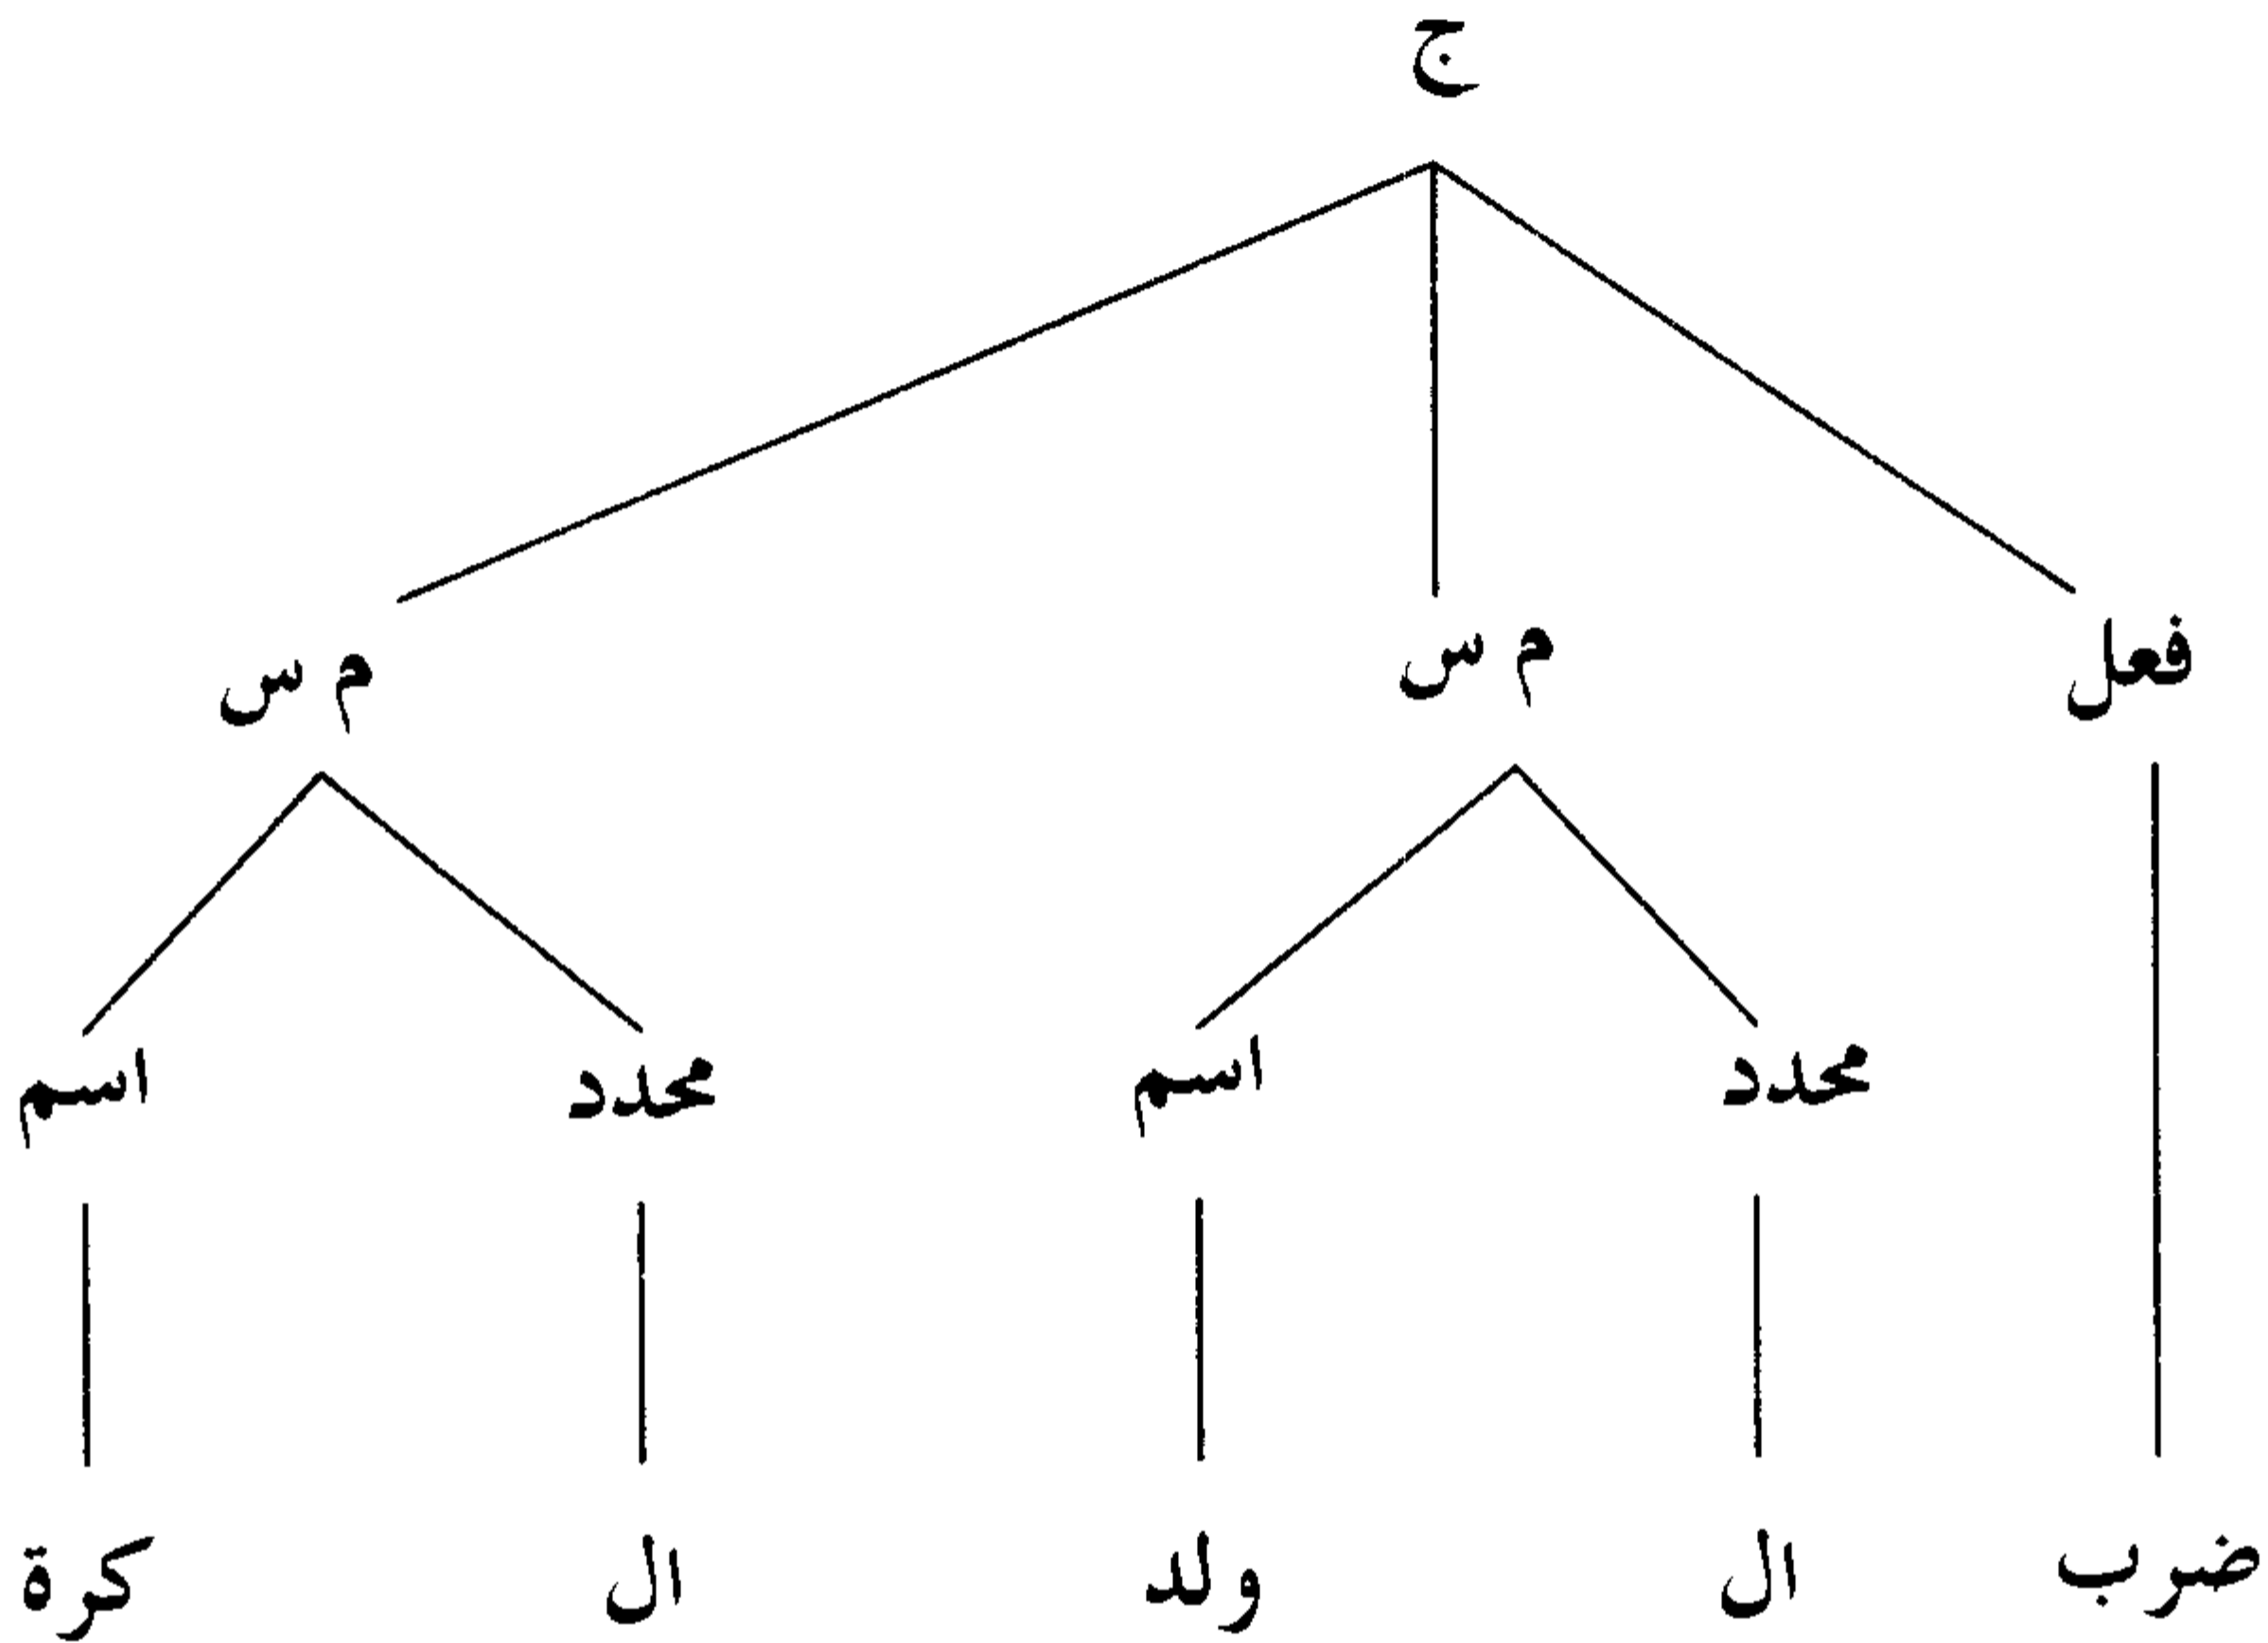 ج
فعل م س م س
محدد اسم محدد اسم
ضرب ال ولد ال كرة